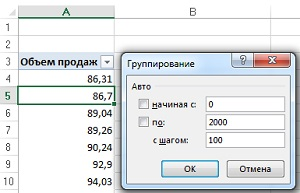 A B
1
2
3 Объем продаж
4 86,31
5 86,7
6 89,04
7 89,26
8 90,24
9 92,9
10 94,03
Группирование
Авто
начиная с: 0
по: 2000
с шагом: 100
ОК Отмена